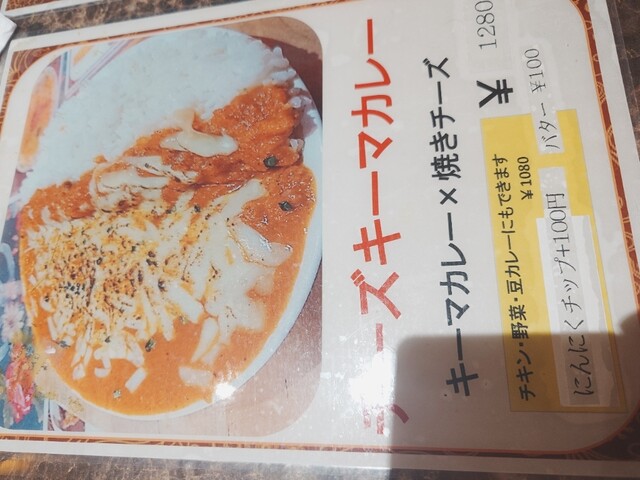 チーズキーマカレー
キーマカレー×焼きチーズ
¥ 1280
チキン・野菜・豆カレーにもできます
¥1080
にんにくチップ+100円 バター ¥100